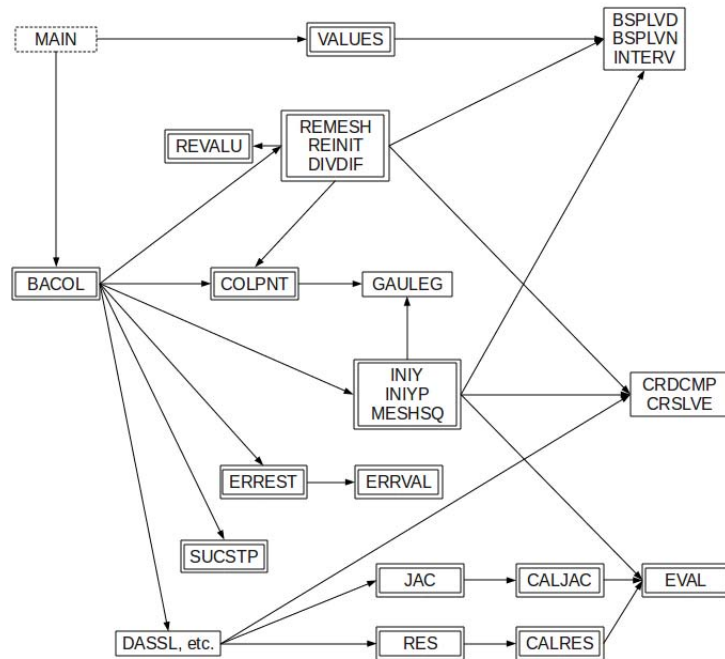 MAIN
VALUES
BSPLVD
BSPLVN
INTERV
REMESH
REINIT
DIVDIF
REVALU
BACOL
COLPNT
GAULEG
INIY
INIYP
MESHSQ
CRDCMP
CRSLVE
ERREST
ERRVAL
SUCSTP
JAC
CALJAC
EVAL
DASSL, etc.
RES
CALRES